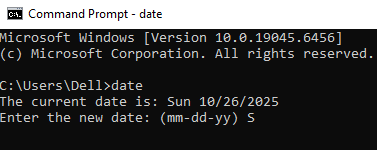 Command Prompt - date
Microsoft Windows [Version 10.0.19045.6456]
(c) Microsoft Corporation. All rights reserved.
C:\Users\Dell>date
The current date is: Sun 10/26/2025
Enter the new date: (mm-dd-yy) S